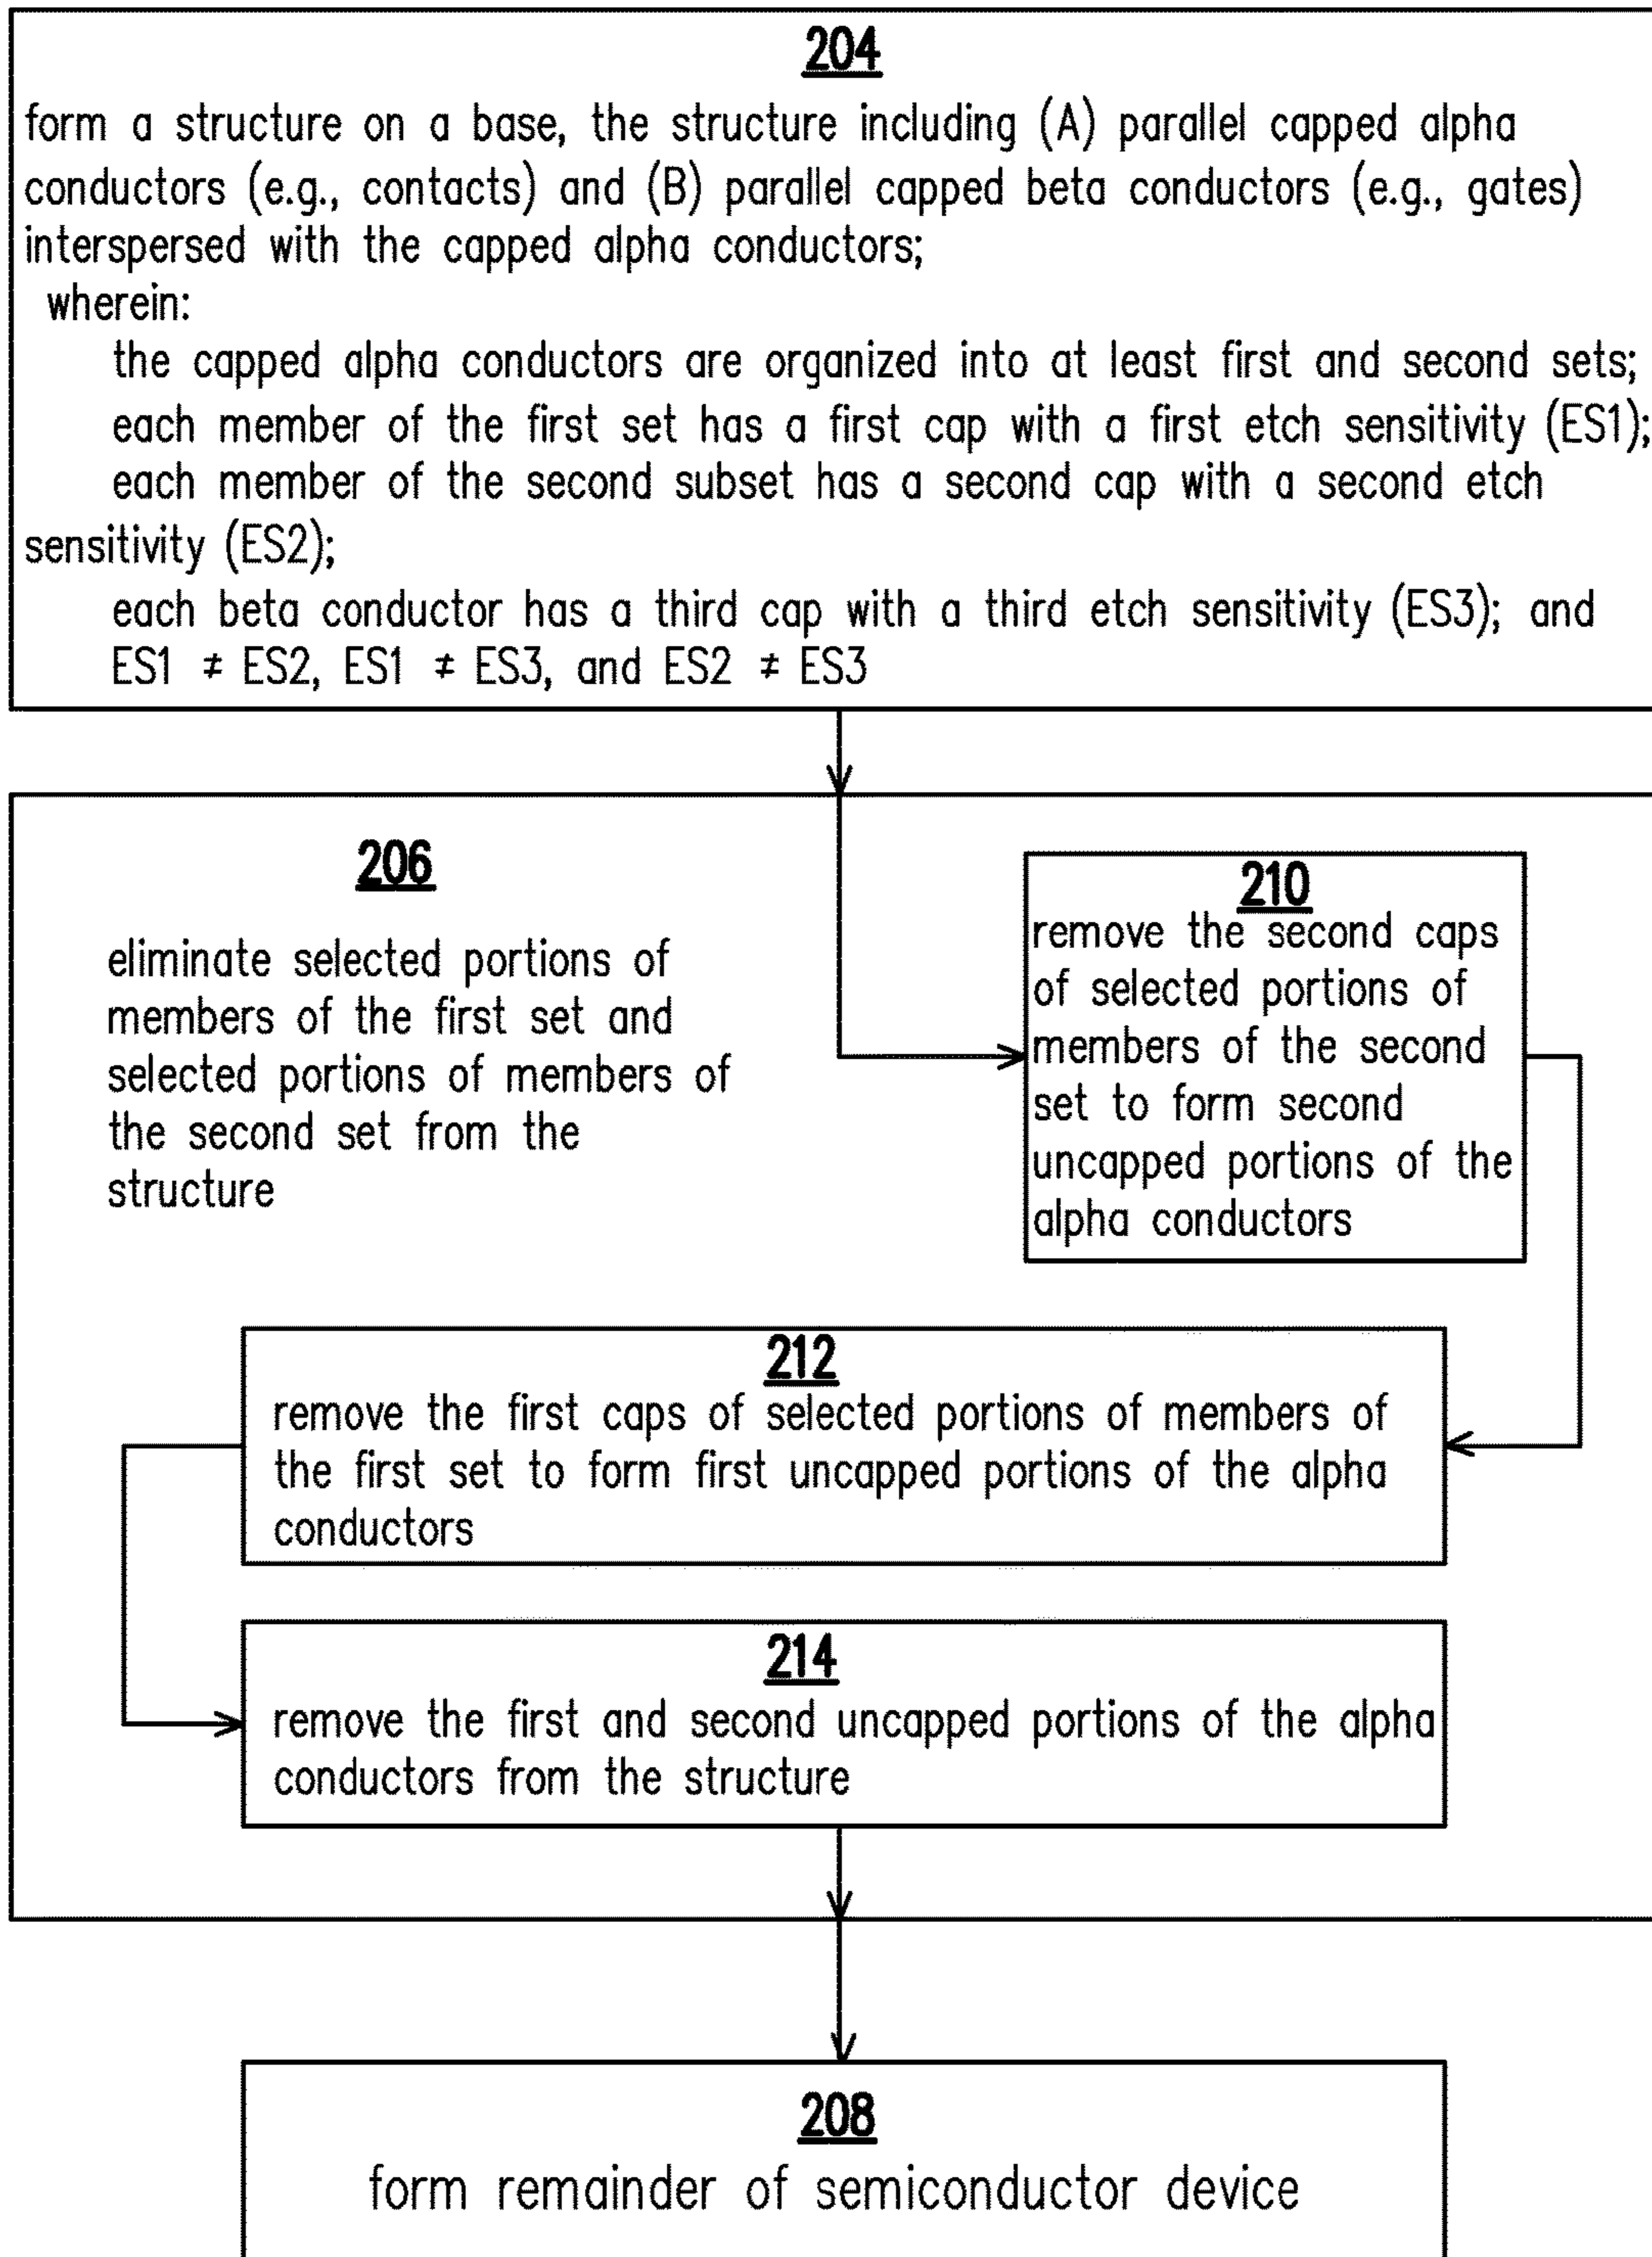 204
form a structure on a base, the structure including (A) parallel capped alpha
conductors (e.g., contacts) and (B) parallel capped beta conductors (e.g., gates)
interspersed with the capped alpha conductors;
wherein:
the capped alpha conductors are organized into at least first and second sets;
each member of the first set has a first cap with a first etch sensitivity (ES1);
each member of the second subset has a second cap with a second etch
sensitivity (ES2);
each beta conductor has a third cap with a third etch sensitivity (ES3); and
ES1 ≠ ES2, ES1 ≠ ES3, and ES2 ≠ ES3
206
eliminate selected portions of
members of the first set and
selected portions of members of
the second set from the
structure
210
remove the second caps
of selected portions of
members of the second
set to form second
uncapped portions of the
alpha conductors
212
remove the first caps of selected portions of members of
the first set to form first uncapped portions of the alpha
conductors
214
remove the first and second uncapped portions of the alpha
conductors from the structure
208
form remainder of semiconductor device